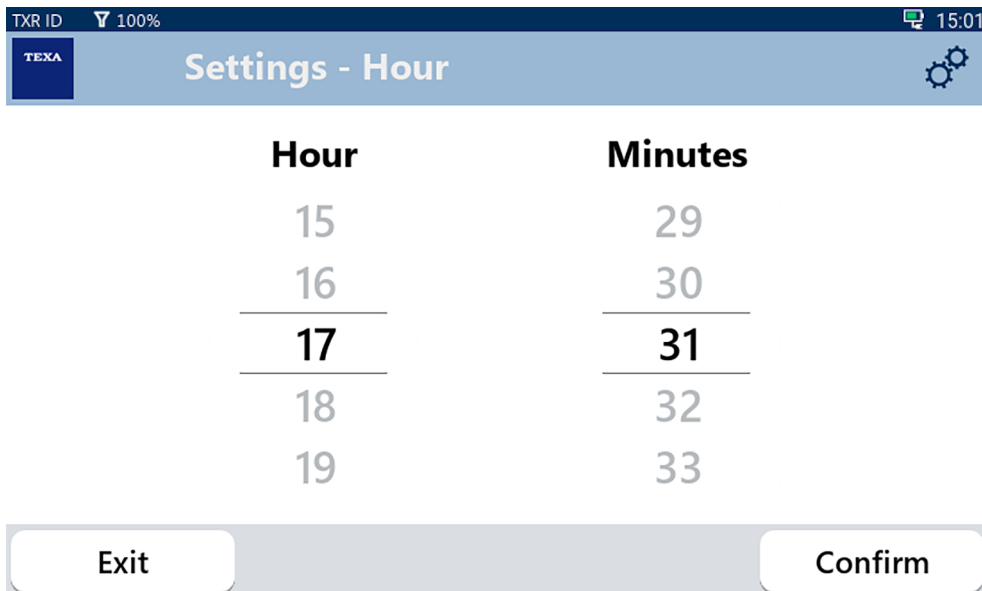 TXR ID 100% 15:01
TEXA Settings - Hour
Hour Minutes
15 29
16 30
17 31
18 32
19 33
Exit Confirm